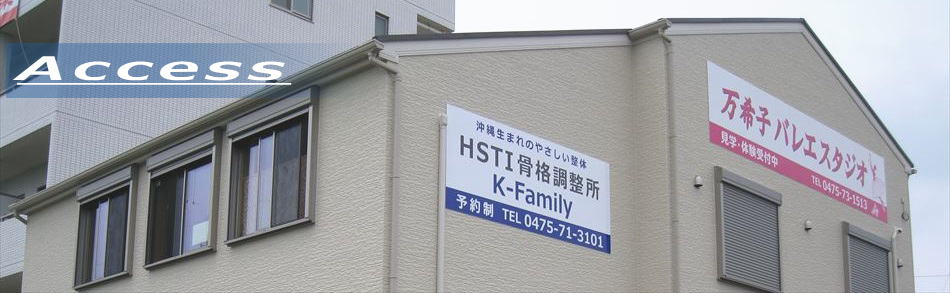 Access
沖縄生まれのやさしい整体
HSTI骨格調整所
K-Family
予約制 TEL 0475-71-3101
万希子バレエスタジオ
見学・体験受付中
TEL 0475-73-1513